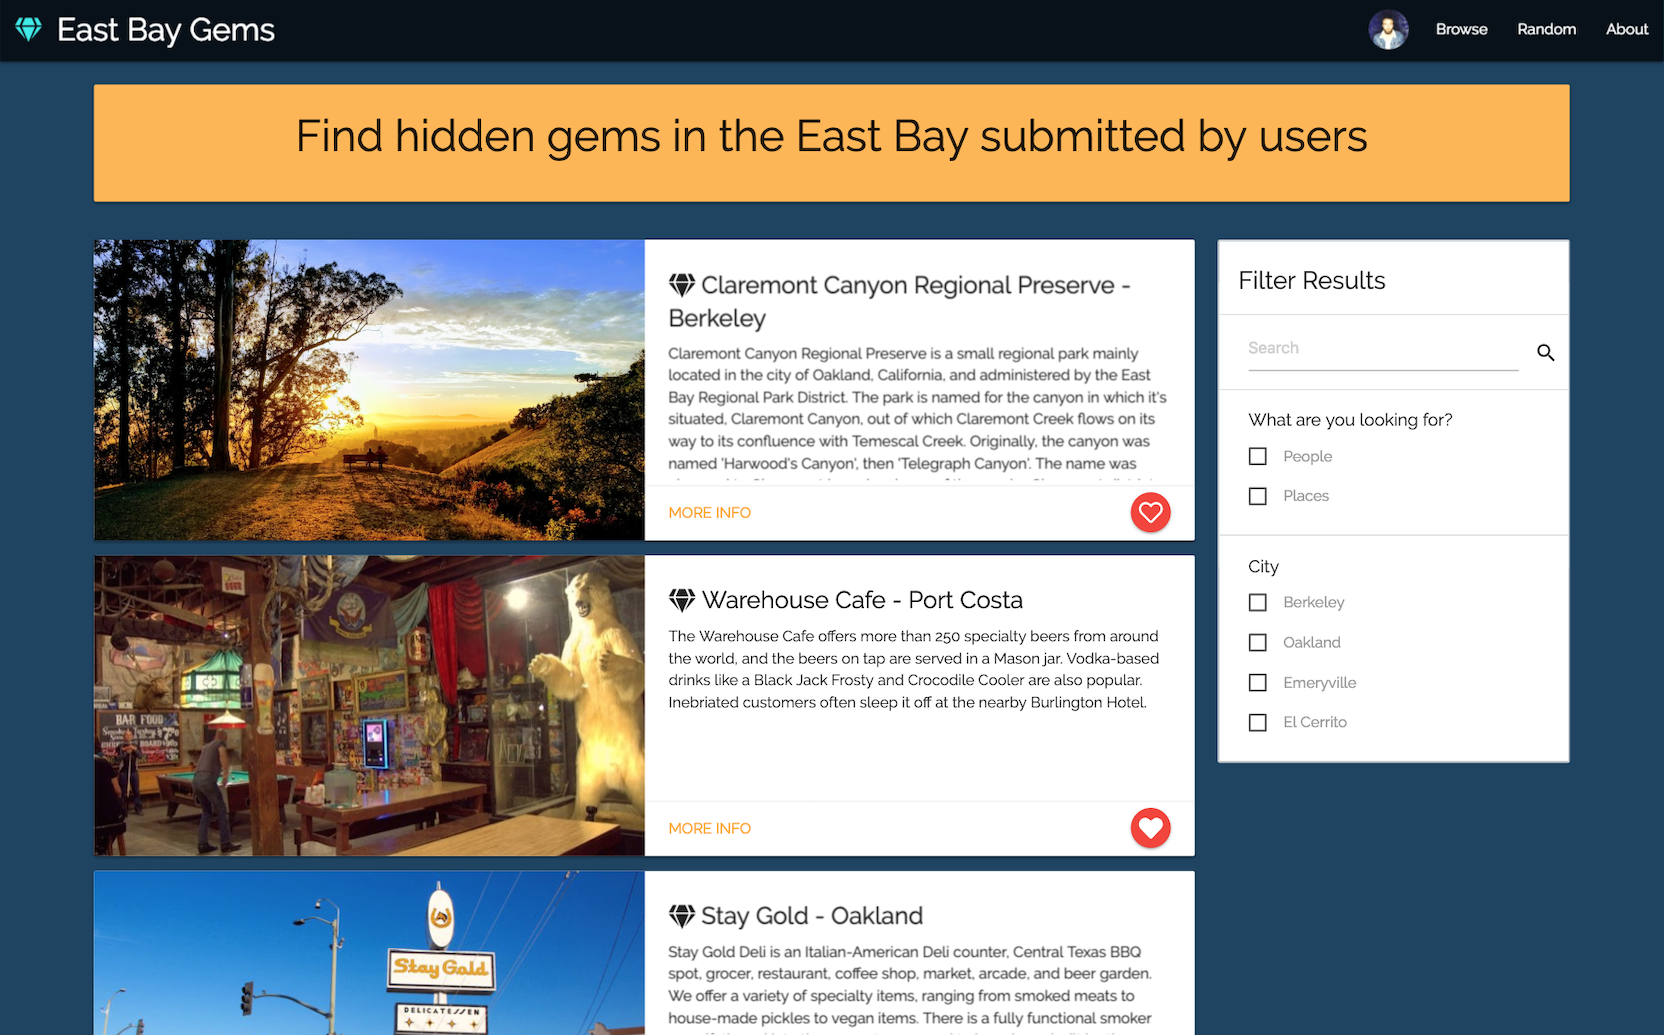 East Bay Gems
Browse
Random
About
Find hidden gems in the East Bay submitted by users
Claremont Canyon Regional Preserve -
Berkeley
Claremont Canyon Regional Preserve is a small regional park mainly
located in the city of Oakland, California, and administered by the East
Bay Regional Park District. The park is named for the canyon in which it's
situated, Claremont Canyon, out of which Claremont Creek flows on its
way to its confluence with Temescal Creek. Originally, the canyon was
named 'Harwood's Canyon', then 'Telegraph Canyon'. The name was
MORE INFO
BAR FOOD
Warehouse Cafe - Port Costa
The Warehouse Cafe offers more than 250 specialty beers from around
the world, and the beers on tap are served in a Mason jar. Vodka-based
drinks like a Black Jack Frosty and Crocodile Cooler are also popular.
Inebriated customers often sleep it off at the nearby Burlington Hotel.
MORE INFO
Stay Gold
DELICATESSEN
Stay Gold - Oakland
Stay Gold Deli is an Italian-American Deli counter, Central Texas BBQ
spot, grocer, restaurant, coffee shop, market, arcade, and beer garden.
We offer a variety of specialty items, ranging from smoked meats to
house-made pickles to vegan items. There is a fully functional smoker
Filter Results
Search
What are you looking for?
People
Places
City
Berkeley
Oakland
Emeryville
El Cerrito